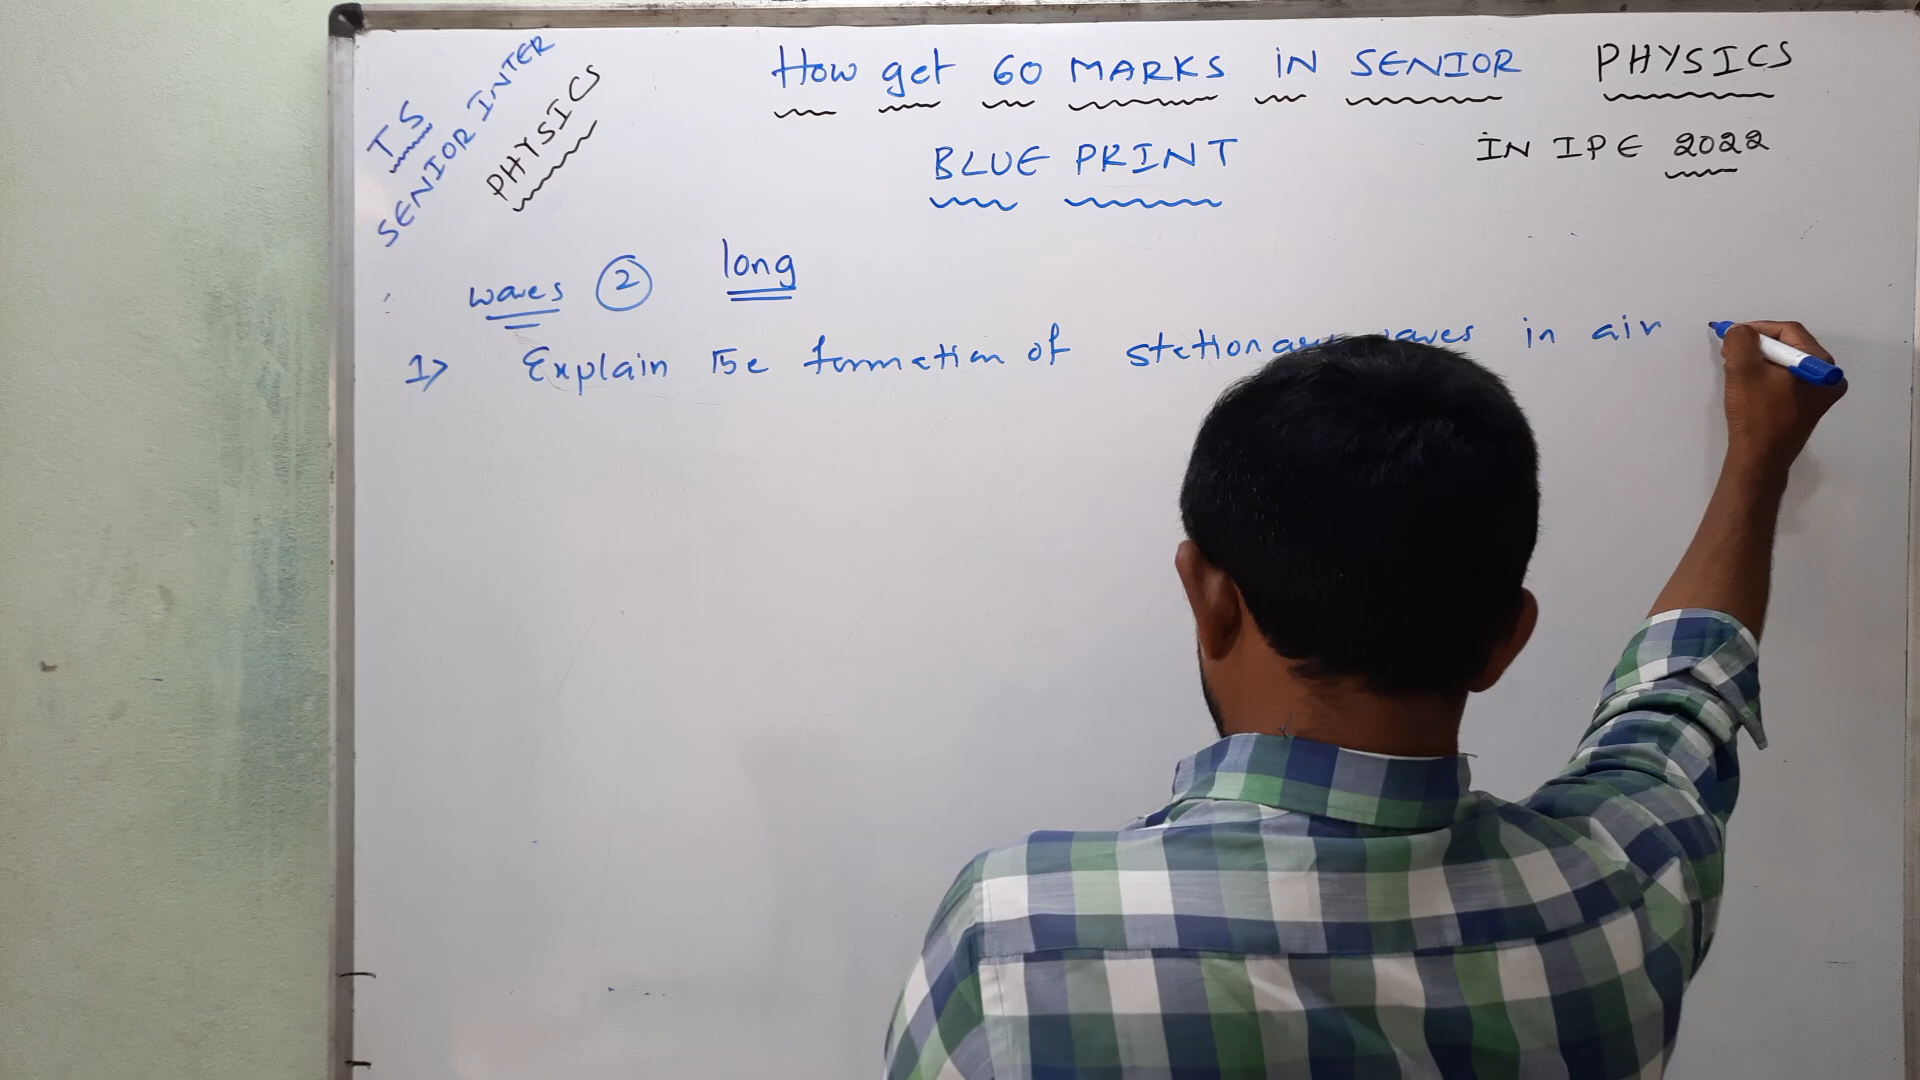 TS
SENIOR INTER
PHYSICS
How get 60 MARKS iN SENIOR PHYSICS
BLUE PRINT
IN IPE 2022
waves 2 long
1> Explain the formation of stationary waves in air